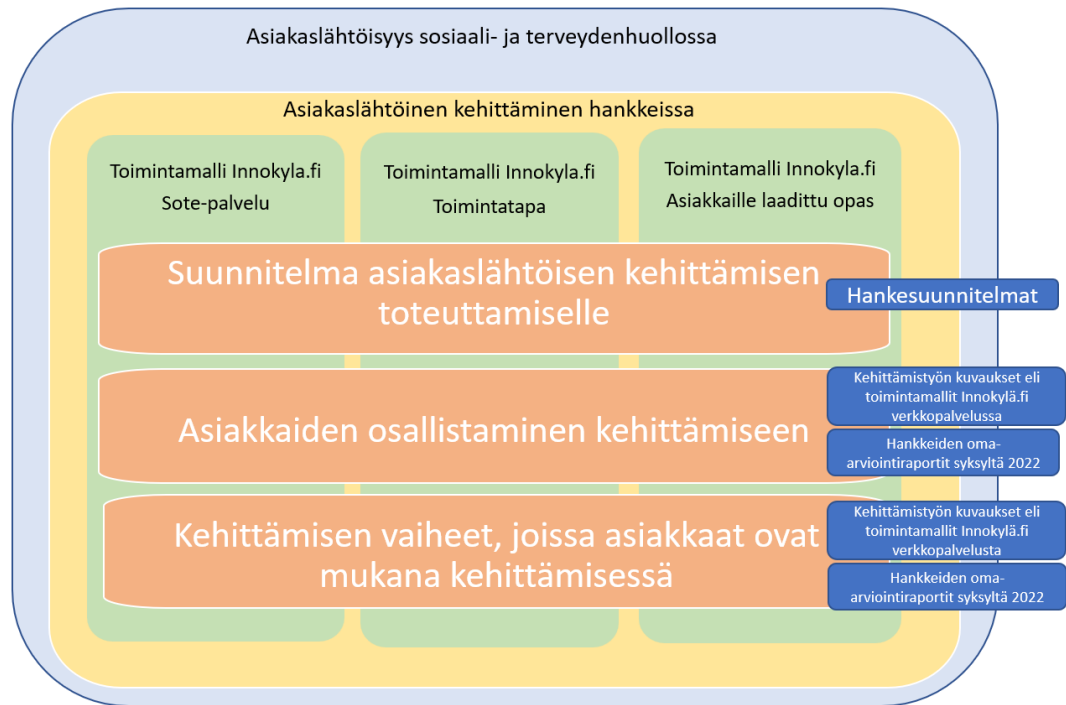 Asiakaslähtöisyys sosiaali- ja terveydenhuollossa
Asiakaslähtöinen kehittäminen hankkeissa
Toimintamalli Innokyla.fi
Sote-palvelu
Toimintamalli Innokyla.fi
Toimintatapa
Toimintamalli Innokyla.fi
Asiakkaille laadittu opas
Suunnitelma asiakaslähtöisen kehittämisen
toteuttamiselle
Hankesuunnitelmat
Asiakkaiden osallistaminen kehittämiseen
Kehittämistyön kuvaukset eli
toimintamallit Innokylä.fi
verkkopalvelussa
Hankkeiden oma-
arviointiraportit syksyltä 2022
Kehittämisen vaiheet, joissa asiakkaat ovat
mukana kehittämisessä
Kehittämistyön kuvaukset eli
toimintamallit Innokylä.fi
verkkopalvelusta
Hankkeiden oma-
arviointiraportit syksyltä 2022